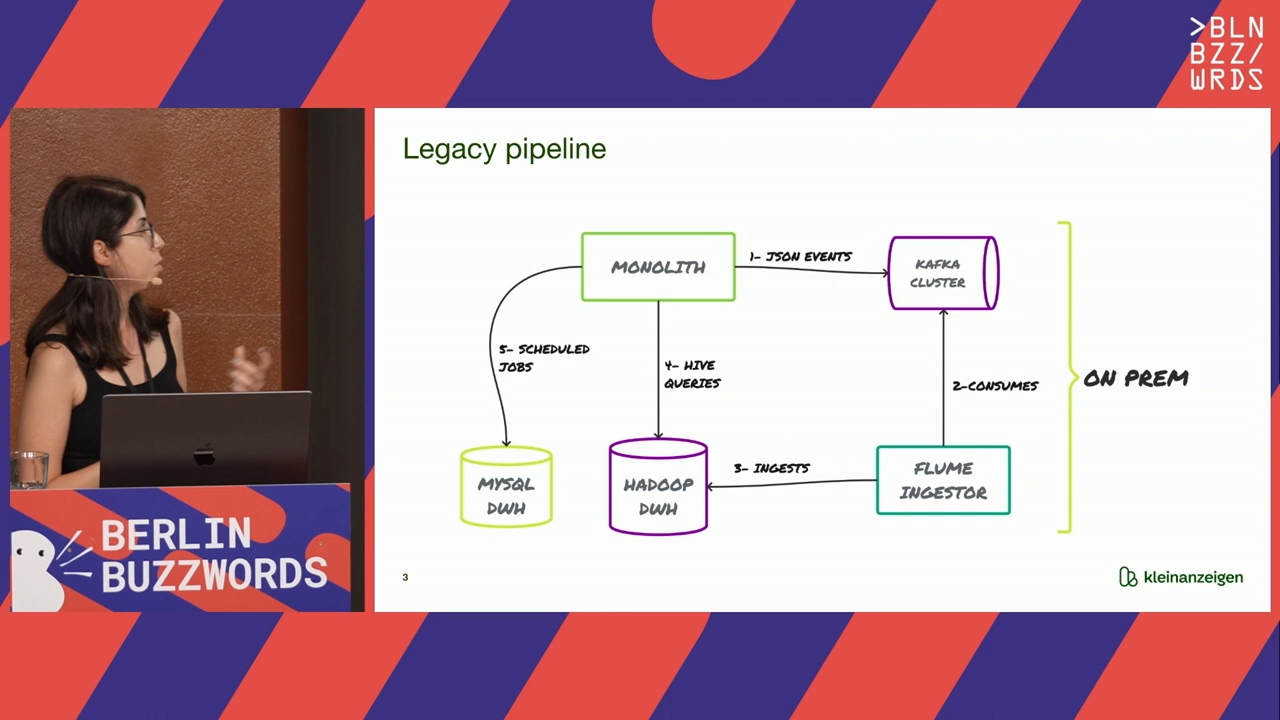 >BLN
BZZ/
WRDS
Legacy pipeline
MONOLITH
1- JSON EVENTS
KAFKA
CLUSTER
5- SCHEDULED
JOBS
4- HIVE
QUERIES
2-CONSUMES
ON PREM
MYSQL
DWH
HADOOP
DWH
3- INGESTS
FLUME
INGESTOR
3
kleinanzeigen
BERLIN
BUZZWORDS